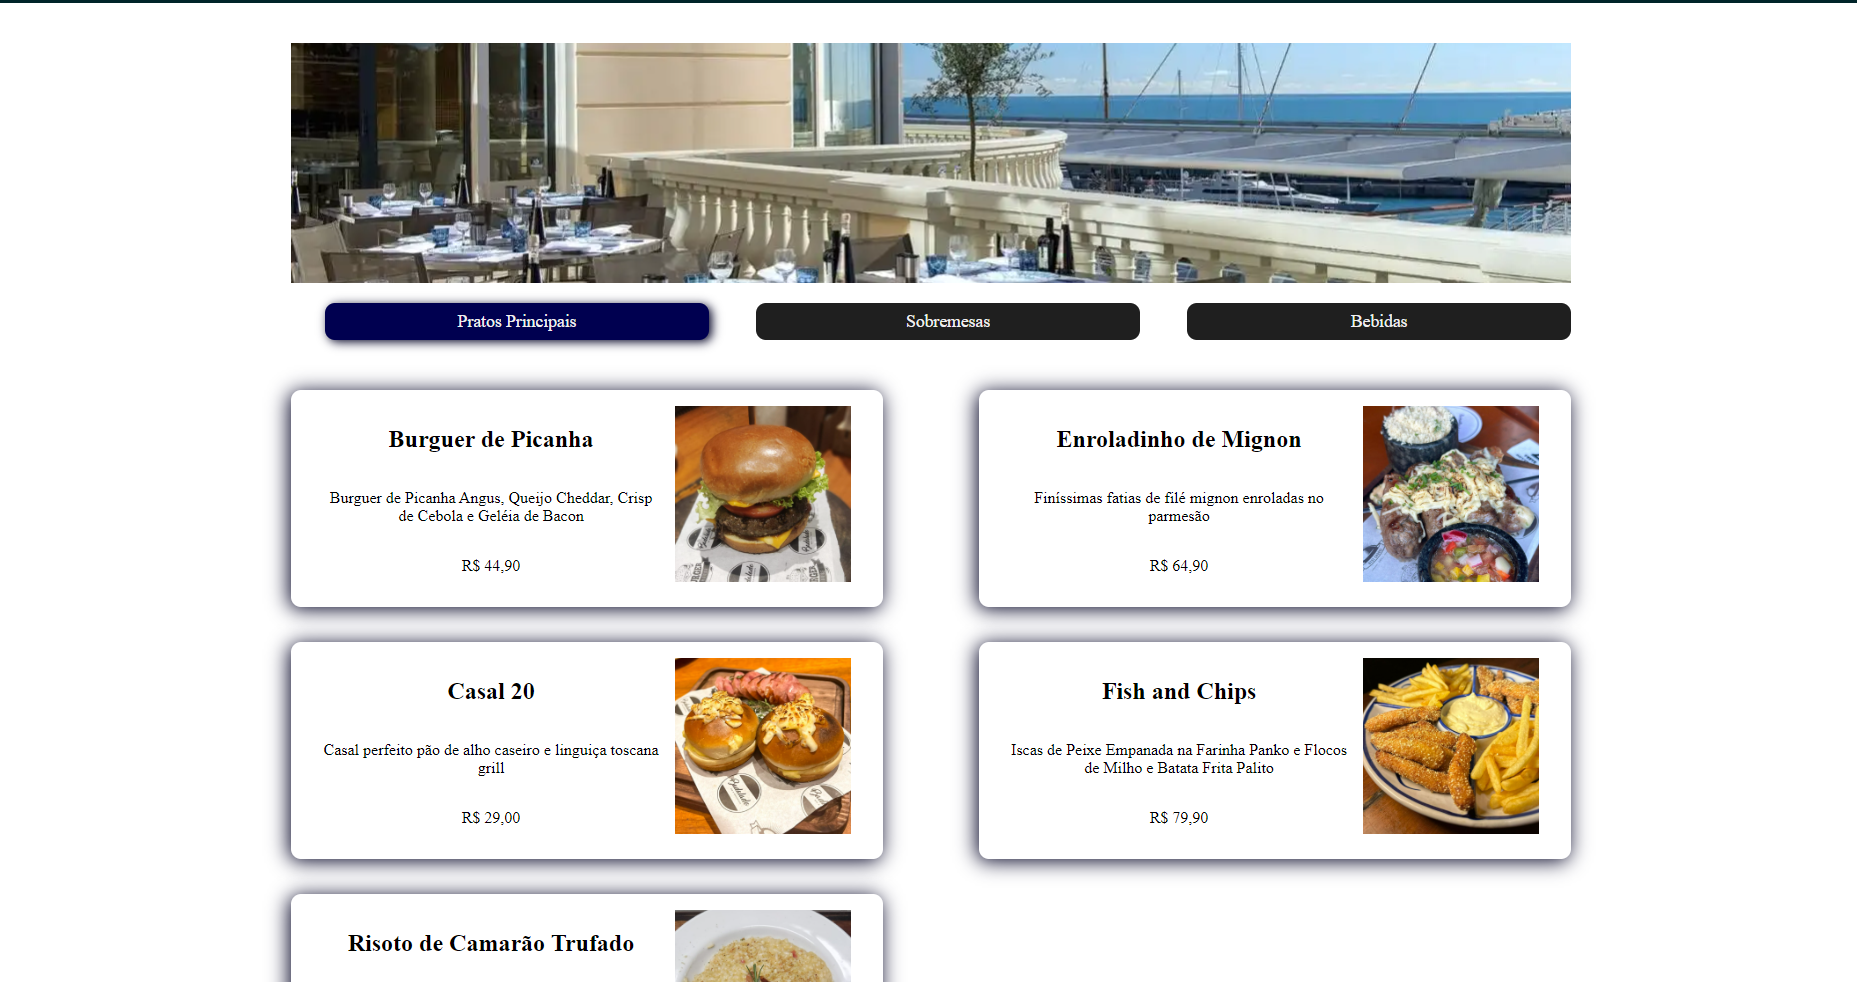 Pratos Principais
Sobremesas
Bebidas
Burguer de Picanha
Burguer de Picanha Angus, Queijo Cheddar, Crisp
de Cebola e Geléia de Bacon
R$ 44,90
Enroladinho de Mignon
Finíssimas fatias de filé mignon enroladas no
parmesão
R$ 64,90
Casal 20
Casal perfeito pão de alho caseiro e linguiça toscana
grill
R$ 29,00
Fish and Chips
Iscas de Peixe Empanada na Farinha Panko e Flocos
de Milho e Batata Frita Palito
R$ 79,90
Risoto de Camarão Trufado